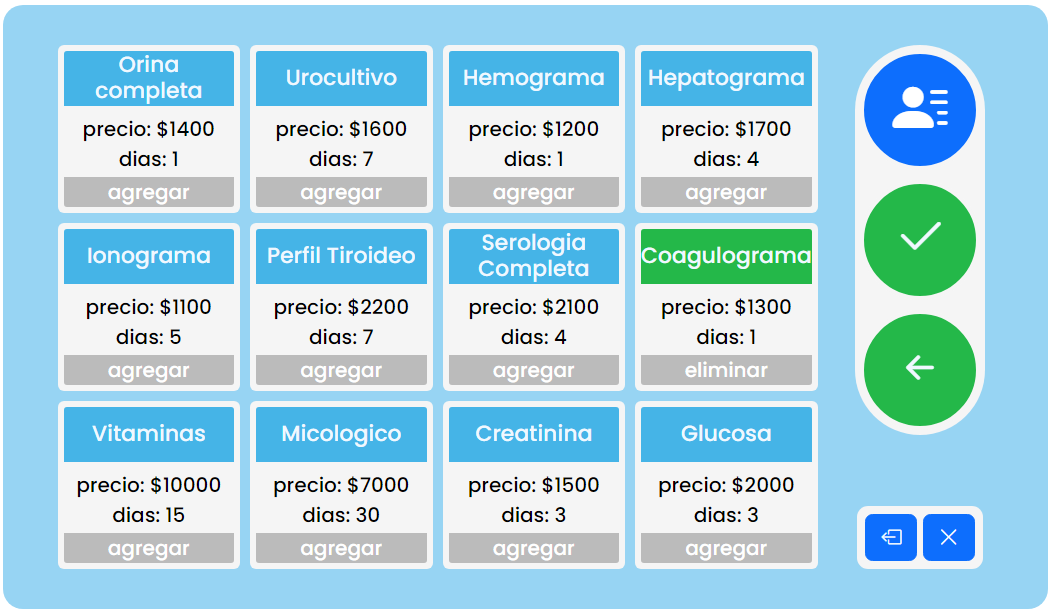 Orina
completa
precio: $1400
dias: 1
agregar
Urocultivo
precio: $1600
dias: 7
agregar
Hemograma
precio: $1200
dias: 1
agregar
Hepatograma
precio: $1700
dias: 4
agregar
Ionograma
precio: $1100
dias: 5
agregar
Perfil Tiroideo
precio: $2200
dias: 7
agregar
Serologia
Completa
precio: $2100
dias: 4
agregar
Coagulograma
precio: $1300
dias: 1
eliminar
Vitaminas
precio: $10000
dias: 15
agregar
Micologico
precio: $7000
dias: 30
agregar
Creatinina
precio: $1500
dias: 3
agregar
Glucosa
precio: $2000
dias: 3
agregar